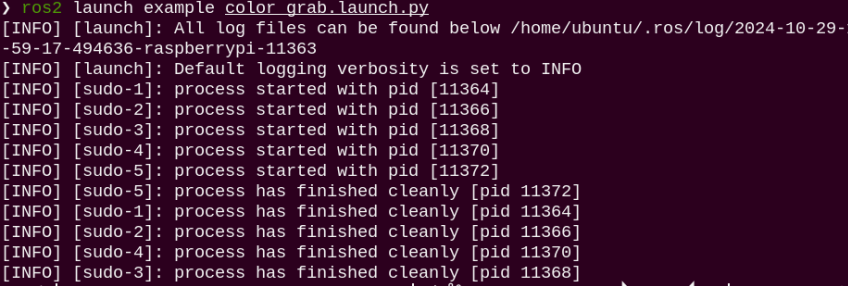 ❯ ros2 launch example color_grab.launch.py
[INFO] [launch]: All log files can be found below /home/ubuntu/.ros/log/2024-10-29-
-59-17-494636-raspberrypi-11363
[INFO] [launch]: Default logging verbosity is set to INFO
[INFO] [sudo-1]: process started with pid [11364]
[INFO] [sudo-2]: process started with pid [11366]
[INFO] [sudo-3]: process started with pid [11368]
[INFO] [sudo-4]: process started with pid [11370]
[INFO] [sudo-5]: process started with pid [11372]
[INFO] [sudo-5]: process has finished cleanly [pid 11372]
[INFO] [sudo-1]: process has finished cleanly [pid 11364]
[INFO] [sudo-2]: process has finished cleanly [pid 11366]
[INFO] [sudo-4]: process has finished cleanly [pid 11370]
[INFO] [sudo-3]: process has finished cleanly [pid 11368]